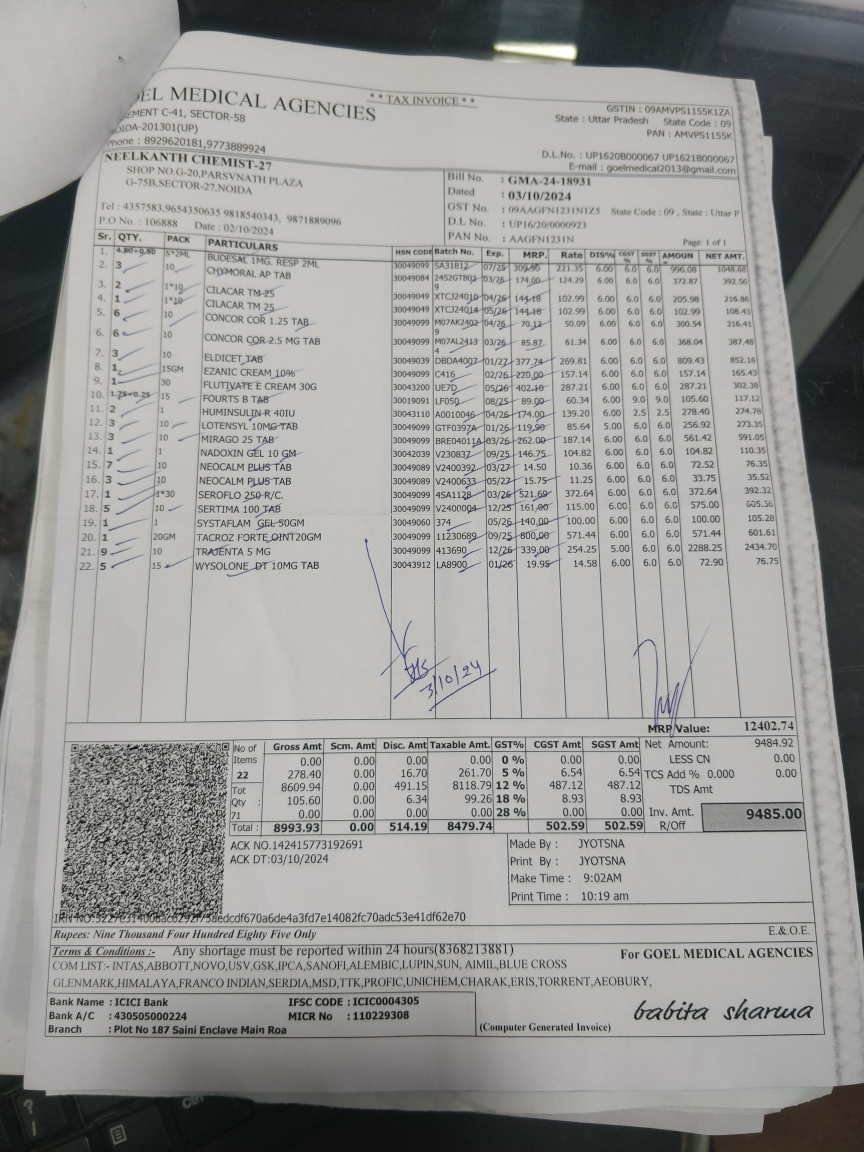 GOEL MEDICAL AGENCIES
**TAX INVOICE**
EMENT C-41, SECTOR-58
NOIDA-201301(UP)
Phone : 8929620181,9773889924
GSTIN : 09AMVPS1155K1ZA
State : Uttar Pradesh State Code : 09
PAN : AMVPS1155K
D.L.No. : UP1620B000067 UP1621B000067
E-mail : goelmedical2013@gmail.com
NEELKANTH CHEMIST-27
SHOP NO.G-20,PARSVNATH PLAZA
G-75B,SECTOR-27,NOIDA
Tel : 4357583,9654350635 9818540343, 9871889096
P.O No. : 106888 Date : 02/10/2024
Bill No. : GMA-24-18931
Dated : 03/10/2024
GST No. : 09AAGFN1231N1Z5 State Code : 09 , State : Uttar P
D.L No. : UP16/20/0000923
PAN No. : AAGFN1231N
Page: 1 of 1
Sr. QTY. PACK PARTICULARS HSN CODE Batch No. Exp. MRP. Rate DIS% CGST % SGST % AMOUN NET AMT.
1. 4.80+0.80 5*2ML BUDESAL 1MG. RESP 2ML 30049099 SA31812 07/25 309.90 221.35 6.00 6.0 6.0 996.08 1048.68
2. 3 10 CHYMORAL AP TAB 30049084 24S2GTB02 9 03/26 174.00 124.29 6.00 6.0 6.0 372.87 392.56
3. 2 1*10 CILACAR TM 25 30049049 XTCJ24010 04/26 144.18 102.99 6.00 6.0 6.0 205.98 216.86
4. 1 1*10 CILACAR TM 25 30049049 XTCJ24014 05/26 144.18 102.99 6.00 6.0 6.0 102.99 108.43
5. 6 10 CONCOR COR 1.25 TAB 30049099 M07AK2402 9 04/26 70.12 50.09 6.00 6.0 6.0 300.54 316.41
6. 6 10 CONCOR COR 2.5 MG TAB 30049099 M07AL2413 4 03/26 85.87 61.34 6.00 6.0 6.0 368.04 387.48
7. 3 10 ELDICET TAB 30049039 DBDA4007 01/27 377.74 269.81 6.00 6.0 6.0 809.43 852.16
8. 1 15GM EZANIC CREAM 10% 30049099 C416 02/26 220.00 157.14 6.00 6.0 6.0 157.14 165.43
9. 1 30 FLUTIVATE E CREAM 30G 30043200 UE7D 05/26 402.10 287.21 6.00 6.0 6.0 287.21 302.38
10. 1.75+0.25 15 FOURTS B TAB 30019091 LF050 08/25 89.00 60.34 6.00 9.0 9.0 105.60 117.12
11. 2 1 HUMINSULIN R 40IU 30043110 A0010046 04/26 174.00 139.20 6.00 2.5 2.5 278.40 274.78
12. 3 10 LOTENSYL 10MG TAB 30049099 GTF0397A 01/26 119.90 85.64 5.00 6.0 6.0 256.92 273.35
13. 3 10 MIRAGO 25 TAB 30049099 BRE04011A 03/26 262.00 187.14 6.00 6.0 6.0 561.42 591.05
14. 1 1 NADOXIN GEL 10 GM 30042039 V230837 09/25 146.75 104.82 6.00 6.0 6.0 104.82 110.35
15. 7 10 NEOCALM PLUS TAB 30049089 V2400392 03/27 14.50 10.36 6.00 6.0 6.0 72.52 76.35
16. 3 10 NEOCALM PLUS TAB 30049089 V2400633 05/27 15.75 11.25 6.00 6.0 6.0 33.75 35.52
17. 1 1*30 SEROFLO 250 R/C. 30049099 4SA1128 03/26 521.69 372.64 6.00 6.0 6.0 372.64 392.32
18. 5 10 SERTIMA 100 TAB 30049099 V2400004 12/25 161.00 115.00 6.00 6.0 6.0 575.00 605.36
19. 1 1 SYSTAFLAM GEL 50GM 30049060 374 05/26 140.00 100.00 6.00 6.0 6.0 100.00 105.28
20. 1 20GM TACROZ FORTE OINT20GM 30049099 11230689 09/25 800.00 571.44 6.00 6.0 6.0 571.44 601.61
21. 9 10 TRAJENTA 5 MG 30049099 413690 12/26 339.00 254.25 5.00 6.0 6.0 2288.25 2434.70
22. 5 15 WYSOLONE DT 10MG TAB 30043912 LA8900 01/26 19.95 14.58 6.00 6.0 6.0 72.90 76.75
3/10/24
MRP Value: 12402.74
No of Items 22 Tot Qty : 71
Gross Amt Scm. Amt Disc. Amt Taxable Amt. GST% CGST Amt SGST Amt
0.00 0.00 0.00 0.00 0 % 0.00 0.00
278.40 0.00 16.70 261.70 5 % 6.54 6.54
8609.94 0.00 491.15 8118.79 12 % 487.12 487.12
105.60 0.00 6.34 99.26 18 % 8.93 8.93
0.00 0.00 0.00 0.00 28 % 0.00 0.00
Total : 8993.93 0.00 514.19 8479.74 502.59 502.59
Net Amount: 9484.92
LESS CN 0.00
TCS Add % 0.000 0.00
TDS Amt
Inv. Amt. 9485.00
R/Off
ACK NO.142415773192691
ACK DT:03/10/2024
Made By : JYOTSNA
Print By : JYOTSNA
Make Time : 9:02AM
Print Time : 10:19 am
Rupees: Nine Thousand Four Hundred Eighty Five Only
E.&O.E.
Terms & Conditions :- Any shortage must be reported within 24 hours(8368213881)
COM LIST:- INTAS,ABBOTT,NOVO,USV,GSK,IPCA,SANOFI,ALEMBIC,LUPIN,SUN, AIMIL,BLUE CROSS
GLENMARK,HIMALAYA,FRANCO INDIAN,SERDIA,MSD,TTK,PROFIC,UNICHEM,CHARAK,ERIS,TORRENT,AEOBURY,
For GOEL MEDICAL AGENCIES
Bank Name : ICICI Bank IFSC CODE : ICIC0004305
Bank A/C : 430505000224 MICR No : 110229308
Branch : Plot No 187 Saini Enclave Main Roa
(Computer Generated Invoice)
babita sharma